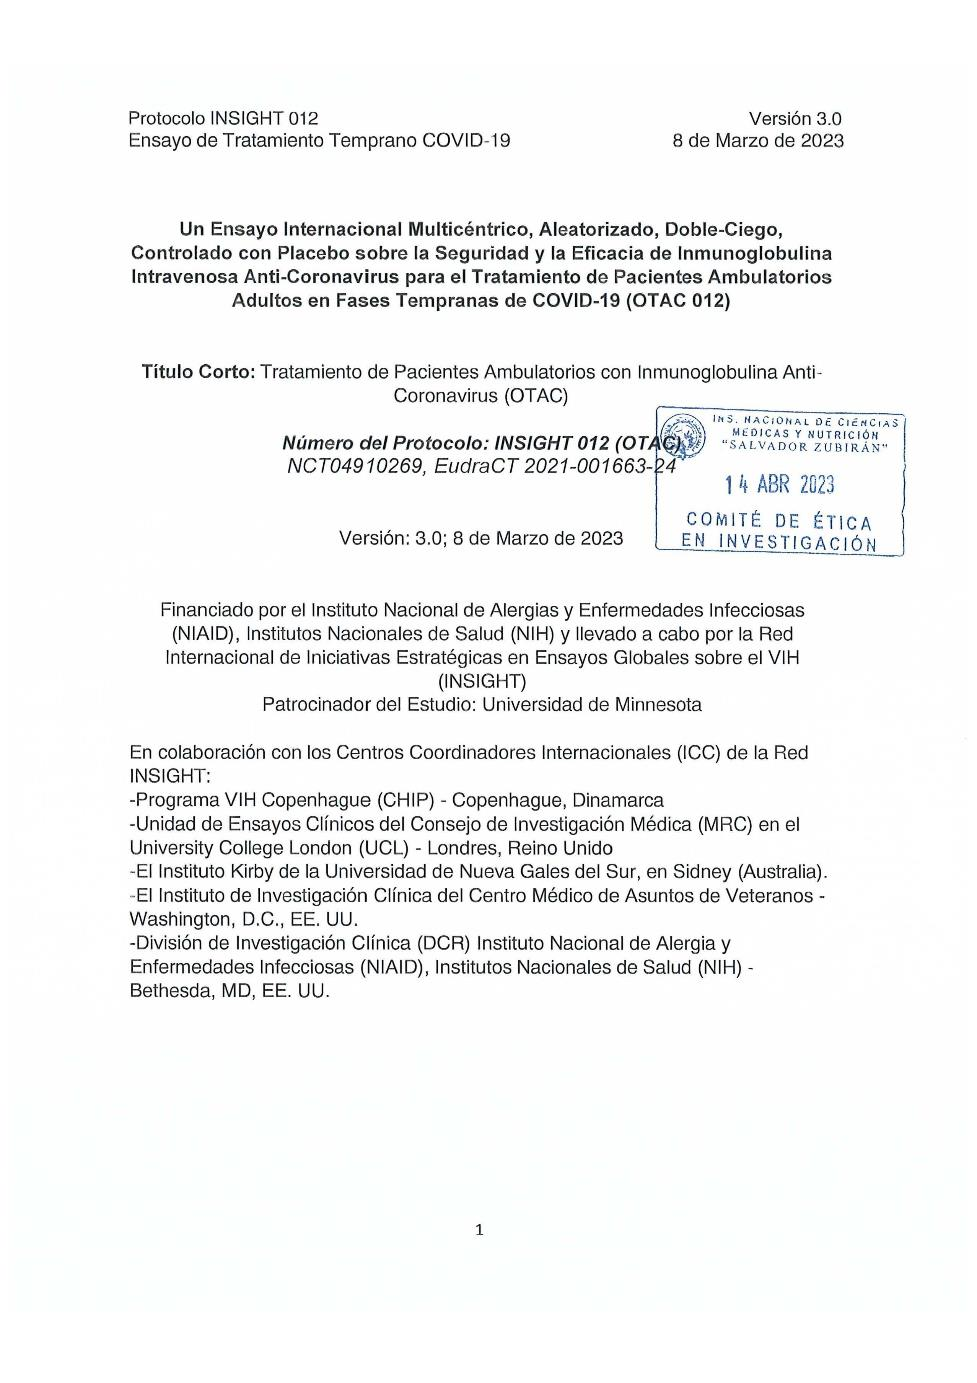 Protocolo INSIGHT 012
Versión 3.0
Ensayo de Tratamiento Temprano COVID-19
8 de Marzo de 2023
Un Ensayo Internacional Multicéntrico, Aleatorizado, Doble-Ciego,
Controlado con Placebo sobre la Seguridad y la Eficacia de Inmunoglobulina
Intravenosa Anti-Coronavirus para el Tratamiento de Pacientes Ambulatorios
Adultos en Fases Tempranas de COVID-19 (OTAC 012)
Título Corto: Tratamiento de Pacientes Ambulatorios con Inmunoglobulina Anti-
Coronavirus (OTAC)
Número del Protocolo: INSIGHT 012 (OTAC)
NCT04910269, EudraCT 2021-001663-24
INS. NACIONAL DE CIENCIAS
MÉDICAS Y NUTRICIÓN
"SALVADOR ZUBIRÁN"
14 ABR 2023
COMITÉ DE ÉTICA
EN INVESTIGACIÓN
Versión: 3.0; 8 de Marzo de 2023
Financiado por el Instituto Nacional de Alergias y Enfermedades Infecciosas
(NIAID), Institutos Nacionales de Salud (NIH) y llevado a cabo por la Red
Internacional de Iniciativas Estratégicas en Ensayos Globales sobre el VIH
(INSIGHT)
Patrocinador del Estudio: Universidad de Minnesota
En colaboración con los Centros Coordinadores Internacionales (ICC) de la Red
INSIGHT:
-Programa VIH Copenhague (CHIP) - Copenhague, Dinamarca
-Unidad de Ensayos Clínicos del Consejo de Investigación Médica (MRC) en el
University College London (UCL) - Londres, Reino Unido
-El Instituto Kirby de la Universidad de Nueva Gales del Sur, en Sidney (Australia).
-El Instituto de Investigación Clínica del Centro Médico de Asuntos de Veteranos -
Washington, D.C., EE. UU.
-División de Investigación Clínica (DCR) Instituto Nacional de Alergia y
Enfermedades Infecciosas (NIAID), Institutos Nacionales de Salud (NIH) -
Bethesda, MD, EE. UU.
1